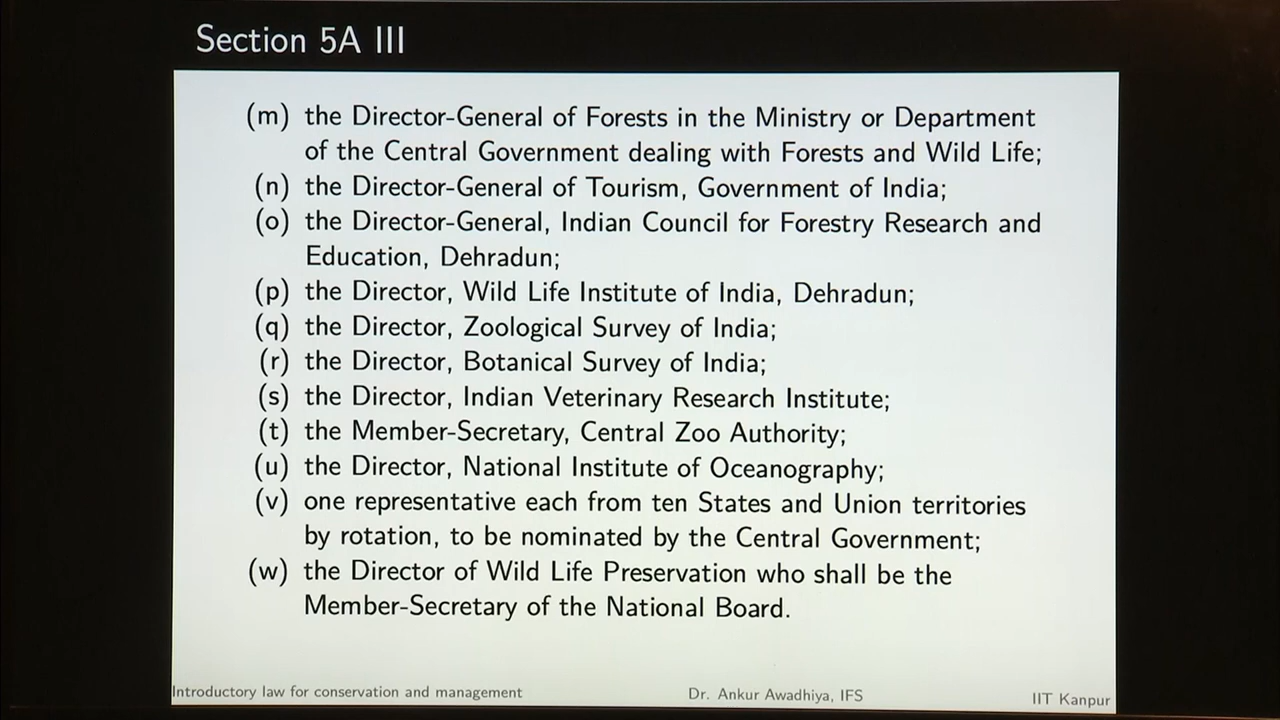 Section 5A III
(m) the Director-General of Forests in the Ministry or Department
of the Central Government dealing with Forests and Wild Life;
(n) the Director-General of Tourism, Government of India;
(o) the Director-General, Indian Council for Forestry Research and
Education, Dehradun;
(p) the Director, Wild Life Institute of India, Dehradun;
(q) the Director, Zoological Survey of India;
(r) the Director, Botanical Survey of India;
(s) the Director, Indian Veterinary Research Institute;
(t) the Member-Secretary, Central Zoo Authority;
(u) the Director, National Institute of Oceanography;
(v) one representative each from ten States and Union territories
by rotation, to be nominated by the Central Government;
(w) the Director of Wild Life Preservation who shall be the
Member-Secretary of the National Board.
Introductory law for conservation and management Dr. Ankur Awadhiya, IFS IIT Kanpur